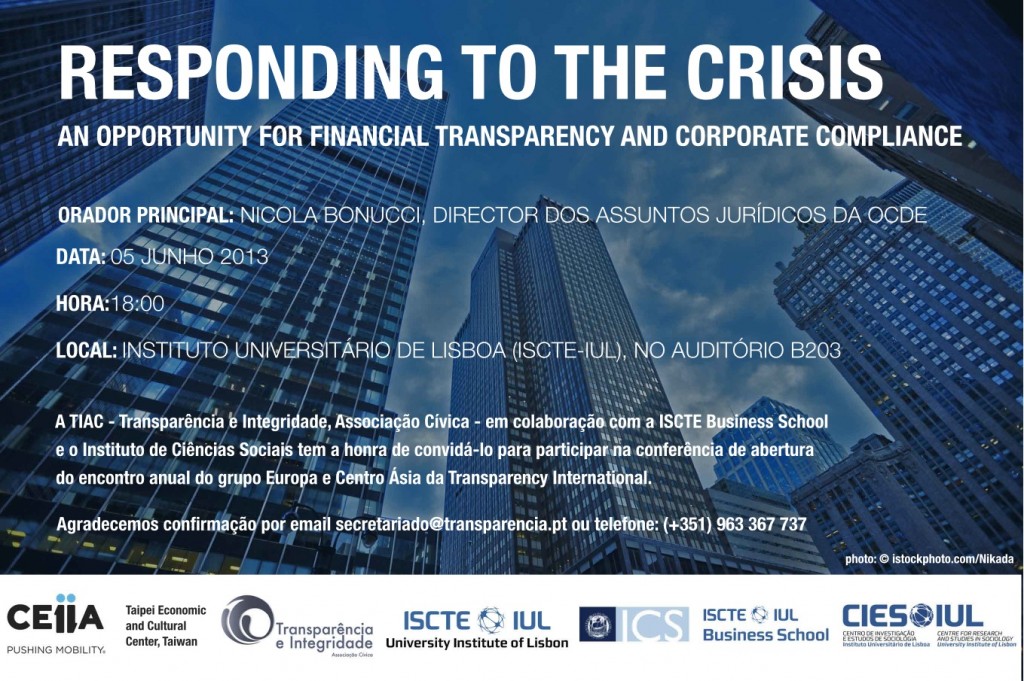 RESPONDING TO THE CRISIS
AN OPPORTUNITY FOR FINANCIAL TRANSPARENCY AND CORPORATE COMPLIANCE
ORADOR PRINCIPAL: NICOLA BONUCCI, DIRECTOR DOS ASSUNTOS JURÍDICOS DA OCDE
DATA: 05 JUNHO 2013
HORA:18:00
LOCAL: INSTITUTO UNIVERSITÁRIO DE LISBOA (ISCTE-IUL), NO AUDITÓRIO B203
A TIAC - Transparência e Integridade, Associação Cívica - em colaboração com a ISCTE Business School
e o Instituto de Ciências Sociais tem a honra de convidá-lo para participar na conferência de abertura
do encontro anual do grupo Europa e Centro Ásia da Transparency International.
Agradecemos confirmação por email secretariado@transparencia.pt ou telefone: (+351) 963 367 737
photo: © istockphoto.com/Nikada
CEiiA
PUSHING MOBILITY.
Taipei Economic
and Cultural
Center, Taiwan
Transparência
e Integridade
Associação Cívica
ISCTE IUL
University Institute of Lisbon
ICS
ISCTE IUL
Business School
CIES IUL
CENTRO DE INVESTIGAÇÃO
E ESTUDOS DE SOCIOLOGIA
Instituto Universitário de Lisboa
CENTRE FOR RESEARCH
AND STUDIES IN SOCIOLOGY
University Institute of Lisbon